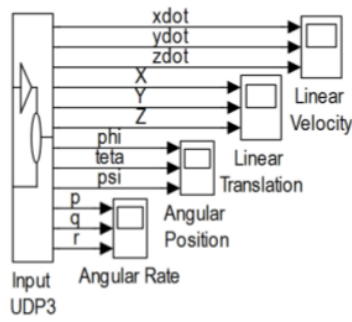 xdot
ydot
zdot
Linear
Velocity
X
Y
Z
Linear
Translation
phi
teta
psi
Angular
Position
p
q
r
Angular Rate
Input
UDP3